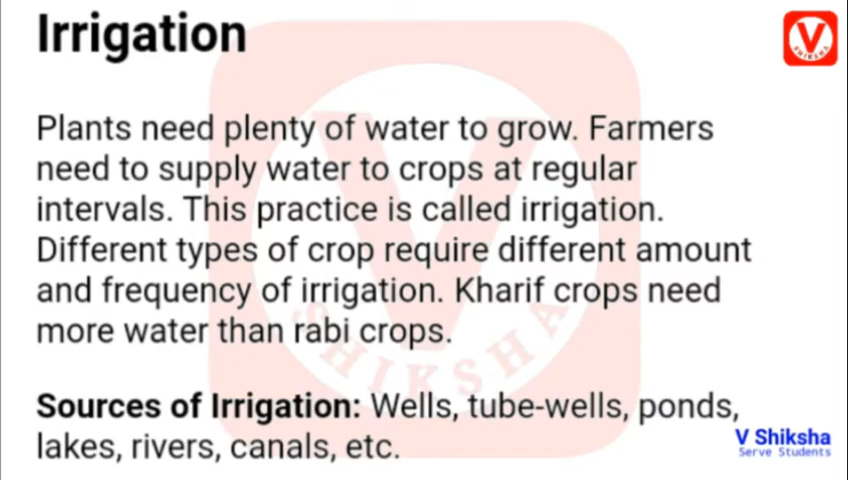 Irrigation
V
SHIKSHA
Plants need plenty of water to grow. Farmers
need to supply water to crops at regular
intervals. This practice is called irrigation.
Different types of crop require different amount
and frequency of irrigation. Kharif crops need
more water than rabi crops.
V
SHIKSHA
Sources of Irrigation: Wells, tube-wells, ponds,
lakes, rivers, canals, etc.
V Shiksha
Serve Students